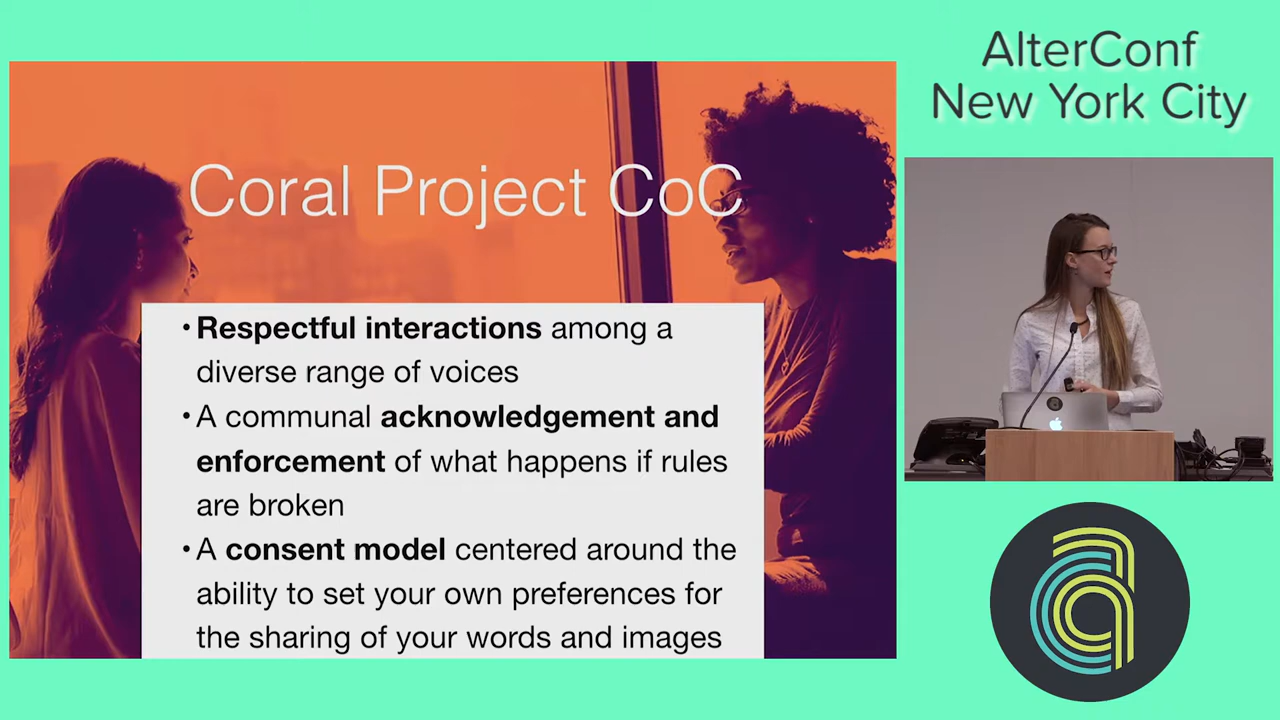 AlterConf
New York City
Coral Project CoC
• Respectful interactions among a
diverse range of voices
• A communal acknowledgement and
enforcement of what happens if rules
are broken
• A consent model centered around the
ability to set your own preferences for
the sharing of your words and images